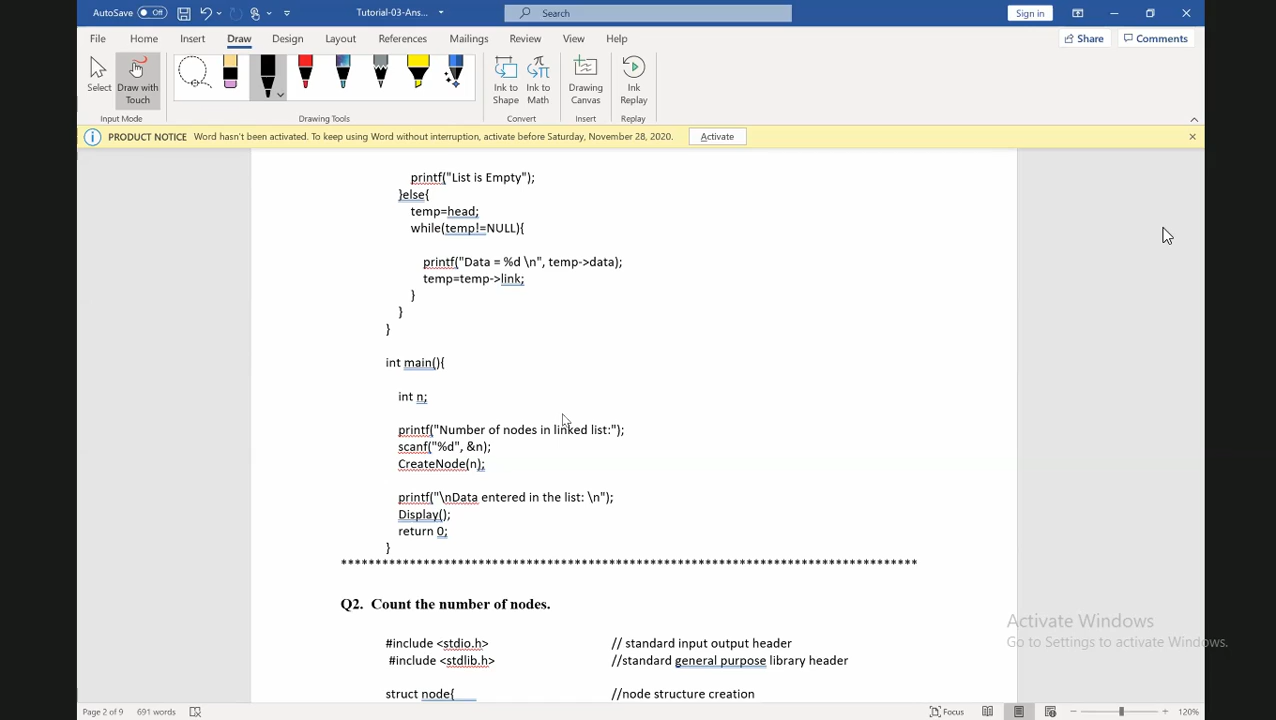 AutoSave Off Tutorial-03-Ans... Search Sign in
File Home Insert Draw Design Layout References Mailings Review View Help Share Comments
Select Draw with Touch Ink to Shape Ink to Math Drawing Canvas Ink Replay
Input Mode Drawing Tools Convert Insert Replay
PRODUCT NOTICE Word hasn't been activated. To keep using Word without interruption, activate before Saturday, November 28, 2020. Activate
printf("List is Empty");
}else{
temp=head;
while(temp!=NULL){
printf("Data = %d \n", temp->data);
temp=temp->link;
}
}
}
int main(){
int n;
printf("Number of nodes in linked list:");
scanf("%d", &n);
CreateNode(n);
printf("\nData entered in the list: \n");
Display();
return 0;
}
************************************************************************************
Q2. Count the number of nodes.
#include <stdio.h> // standard input output header
#include <stdlib.h> //standard general purpose library header
struct node{ //node structure creation
Activate Windows
Go to Settings to activate Windows.
Page 2 of 9 691 words Focus 120%